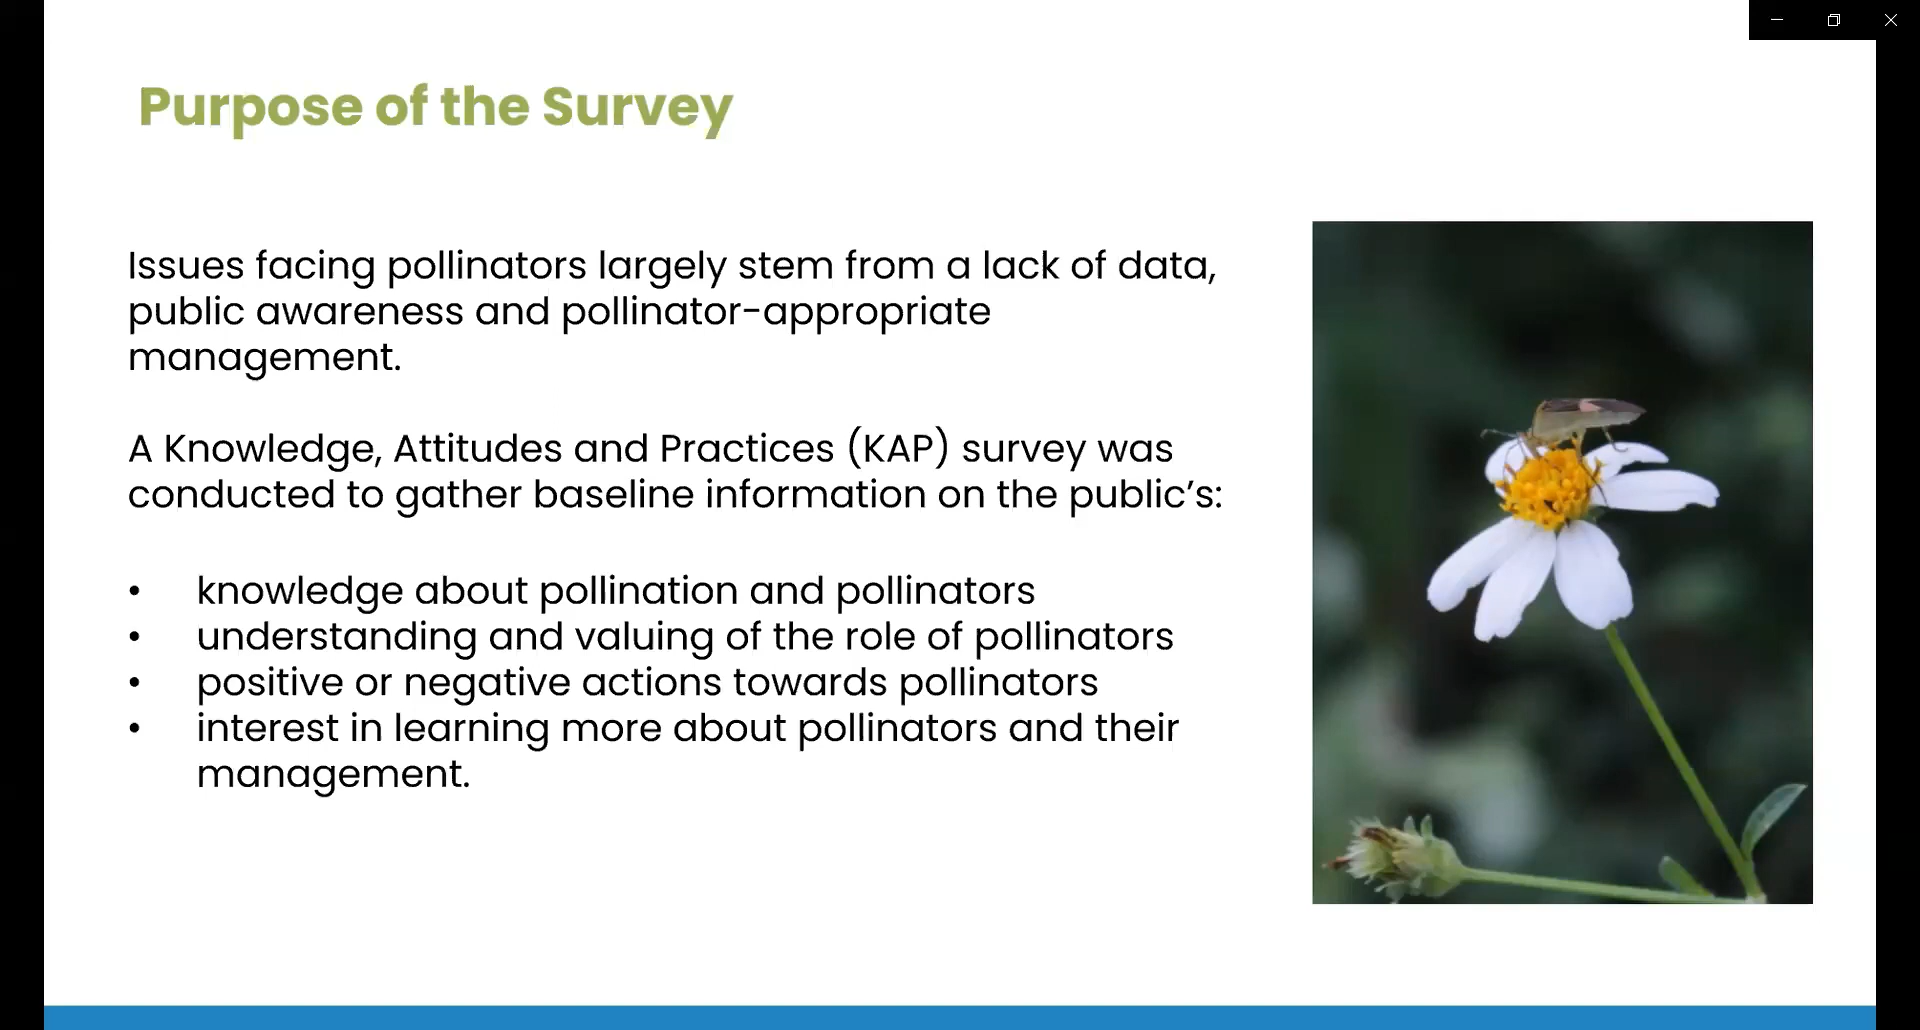 Purpose of the Survey
Issues facing pollinators largely stem from a lack of data,
public awareness and pollinator-appropriate
management.
A Knowledge, Attitudes and Practices (KAP) survey was
conducted to gather baseline information on the public's:
• knowledge about pollination and pollinators
• understanding and valuing of the role of pollinators
• positive or negative actions towards pollinators
• interest in learning more about pollinators and their
management.